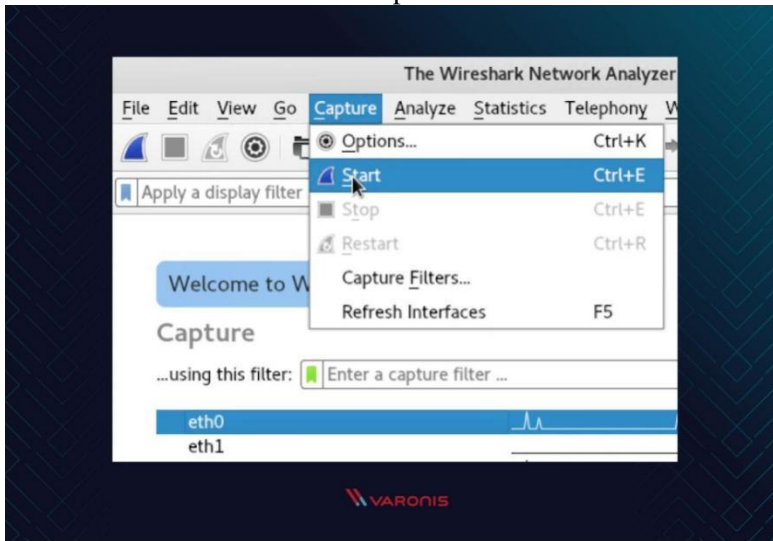 The Wireshark Network Analyzer
File Edit View Go Capture Analyze Statistics Telephony
Options... Ctrl+K
Apply a display filter
Start Ctrl+E
Stop Ctrl+E
Restart Ctrl+R
Welcome to W
Capture Filters...
Refresh Interfaces F5
Capture
...using this filter: Enter a capture filter ...
eth0
eth1
VARONIS